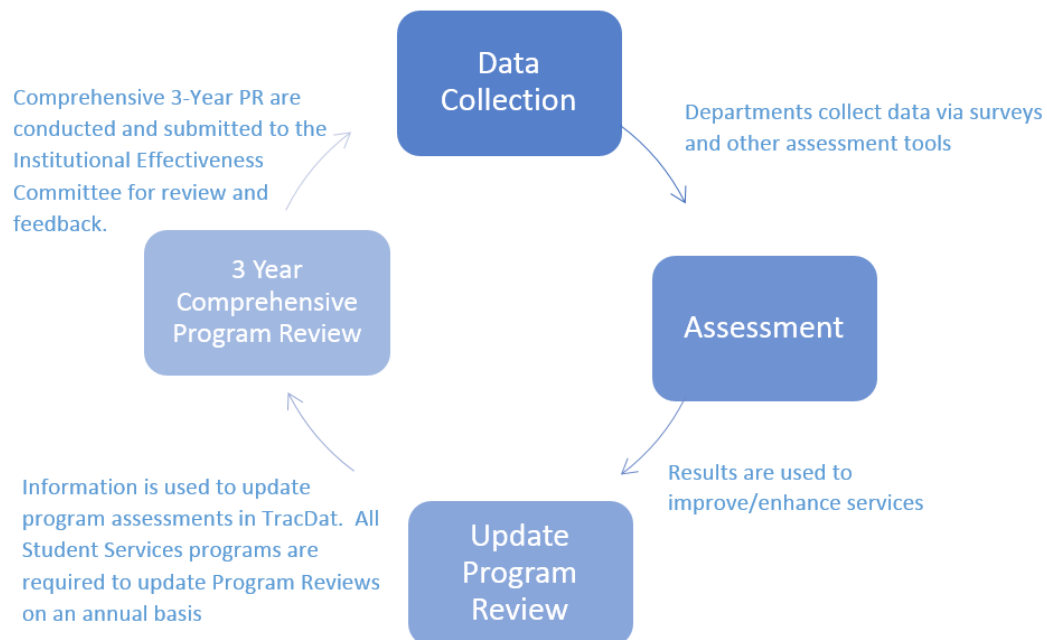 Data
Collection
Departments collect data via surveys
and other assessment tools
Assessment
Results are used to
improve/enhance services
Update
Program
Review
Information is used to update
program assessments in TracDat.  All
Student Services programs are
required to update Program Reviews
on an annual basis
3 Year
Comprehensive
Program Review
Comprehensive 3-Year PR are
conducted and submitted to the
Institutional Effectiveness
Committee for review and
feedback.